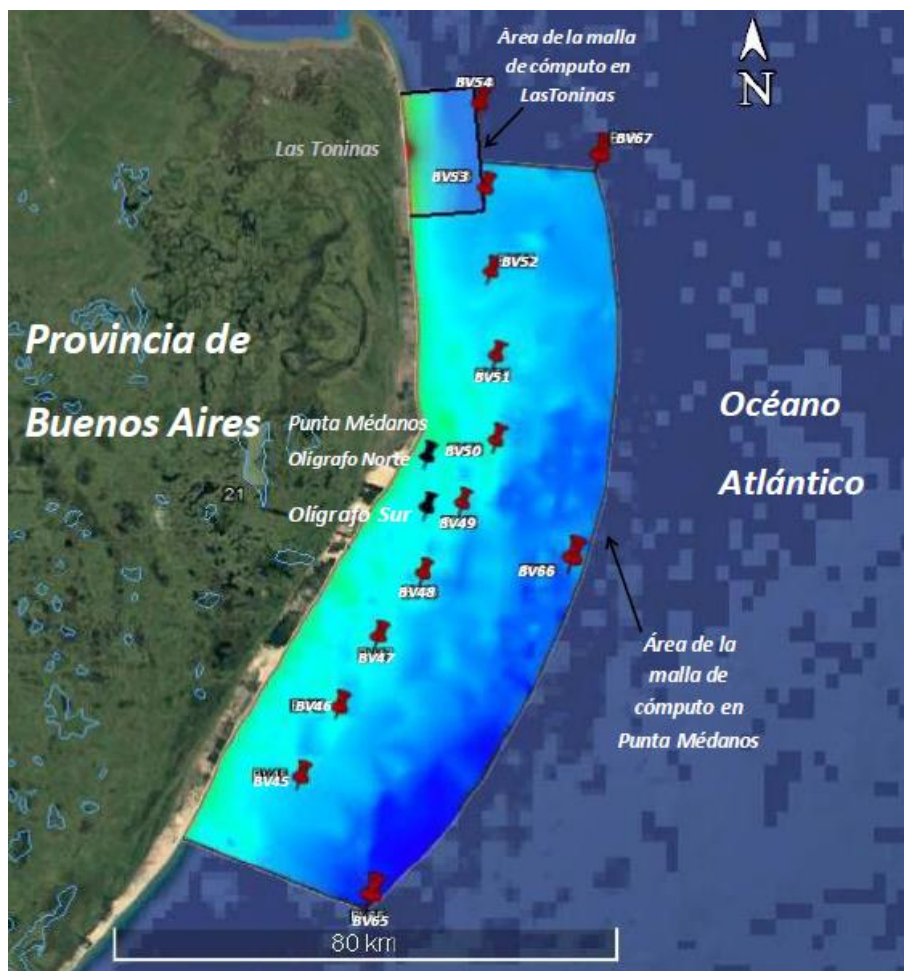 Área de la malla
de cómputo en
LasToninas
N
BV54
BV67
Las Toninas
BV53
BV52
Provincia de
Buenos Aires
BV51
Océano
Atlántico
Punta Médanos
Olígrafo Norte
BV50
21
Olígrafo Sur
BV49
BV66
BV48
BV47
Área de la
malla de
cómputo en
Punta Médanos
BV46
BV45
BV65
80 km